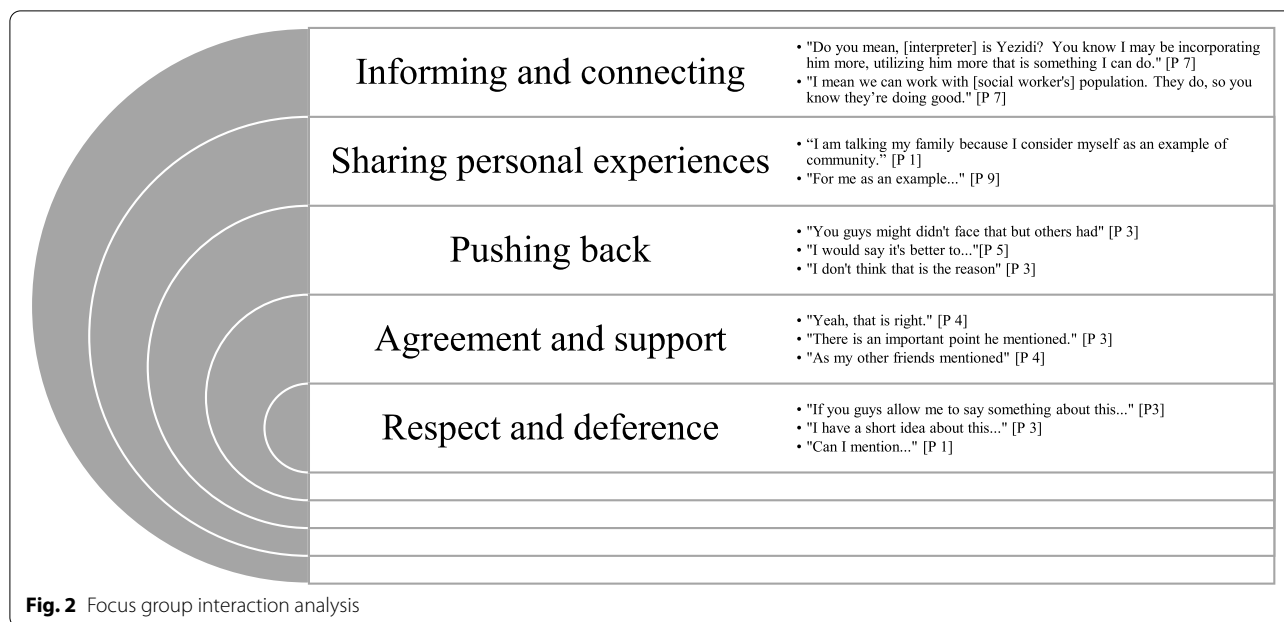 Informing and connecting
• "Do you mean, [interpreter] is Yezidi?  You know I may be incorporating
him more, utilizing him more that is something I can do." [P 7]
• "I mean we can work with [social worker's] population. They do, so you
know they’re doing good." [P 7]
Sharing personal experiences
• “I am talking my family because I consider myself as an example of
community.” [P 1]
• "For me as an example..." [P 9]
Pushing back
• "You guys might didn't face that but others had" [P 3]
• "I would say it's better to..."[P 5]
• "I don't think that is the reason" [P 3]
Agreement and support
• "Yeah, that is right." [P 4]
• "There is an important point he mentioned." [P 3]
• "As my other friends mentioned" [P 4]
Respect and deference
• "If you guys allow me to say something about this..." [P3]
• "I have a short idea about this..." [P 3]
• "Can I mention..." [P 1]
Fig. 2 Focus group interaction analysis